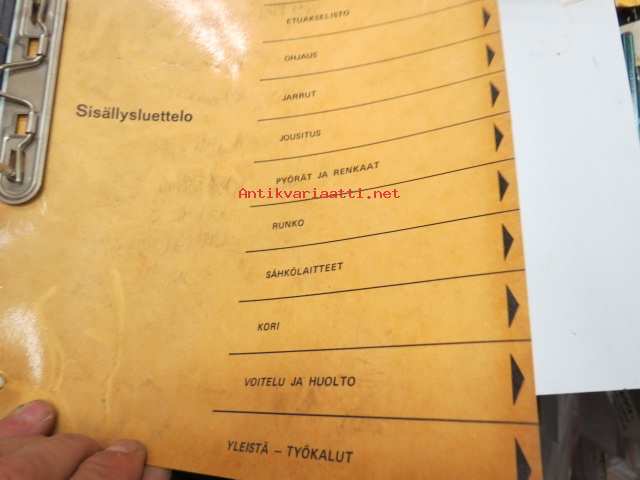 ETUAKSELISTO
OHJAUS
JARRUT
Sisällysluettelo
JOUSITUS
PYÖRÄT JA RENKAAT
Antikvariaatti.net
RUNKO
SÄHKÖLAITTEET
KORI
VOITELU JA HUOLTO
YLEISTÄ – TYÖKALUT